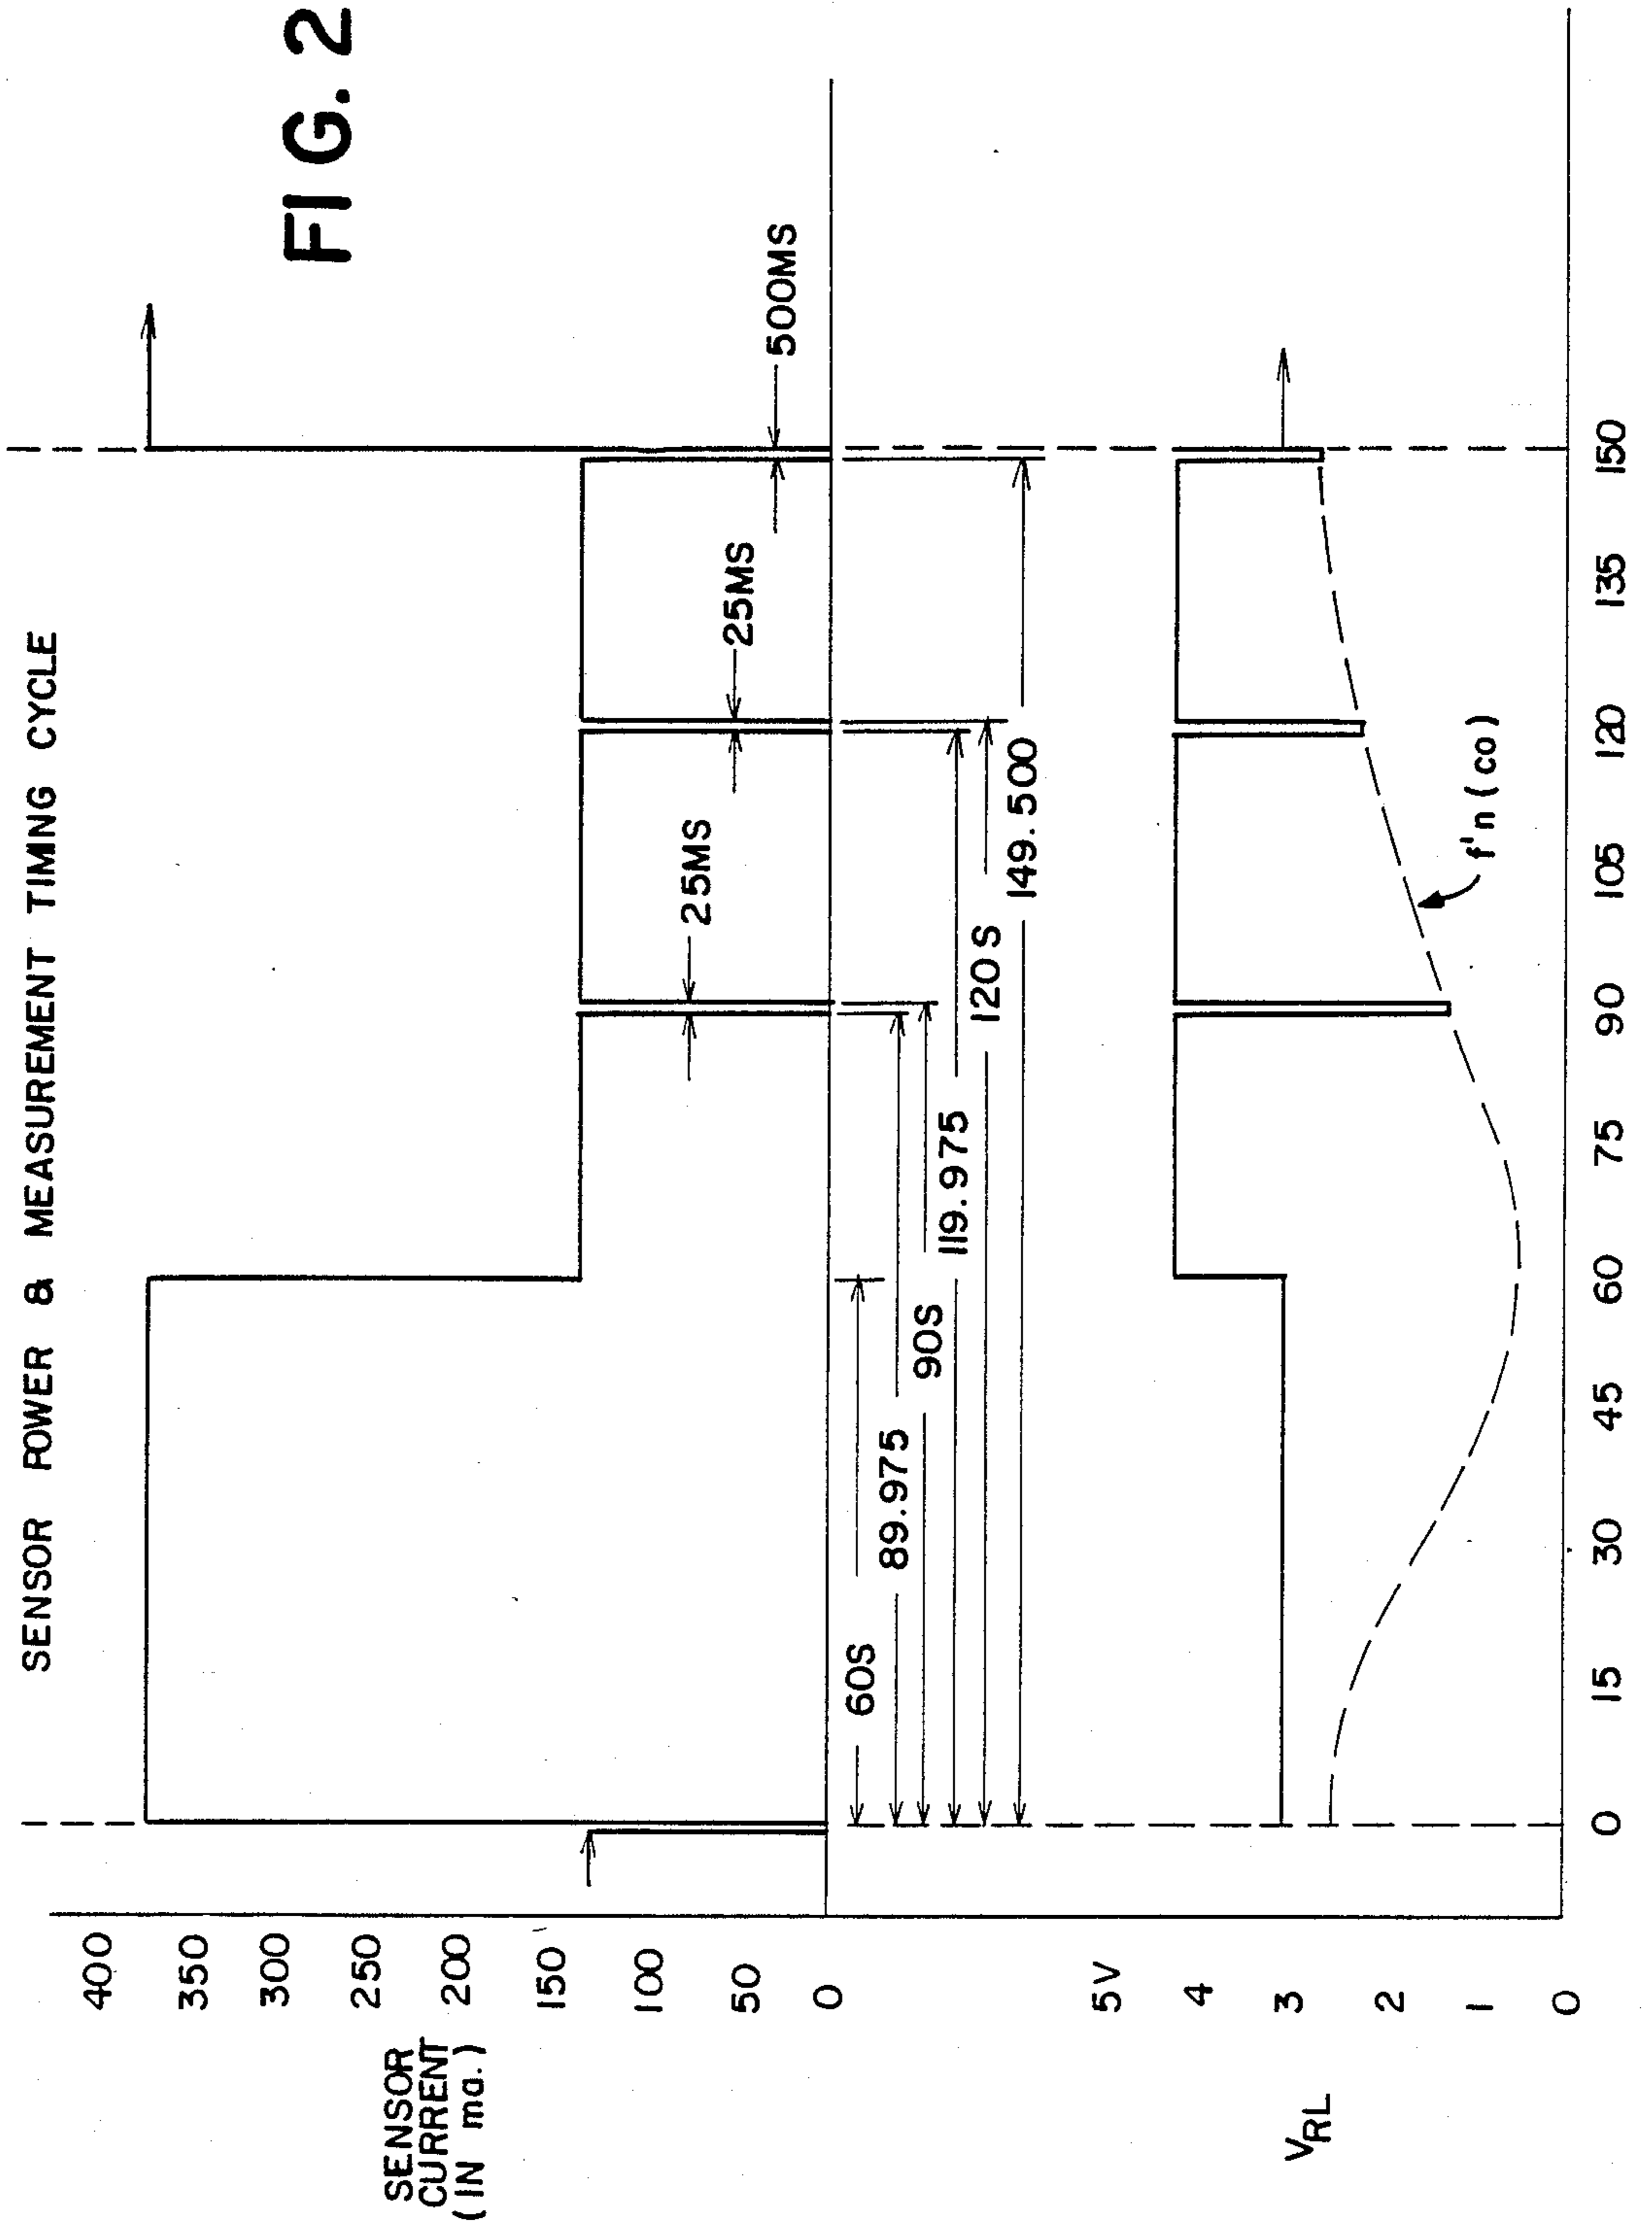 SENSOR POWER & MEASUREMENT TIMING CYCLE
FIG. 2
SENSOR
CURRENT
(IN ma.)
400
350
300
250
200
150
100
50
0
25MS
25MS
500MS
60S
89.975
90S
119.975
120S
149.500
VRL
5V
4
3
2
1
0
f'n (co)
0 15 30 45 60 75 90 105 120 135 150